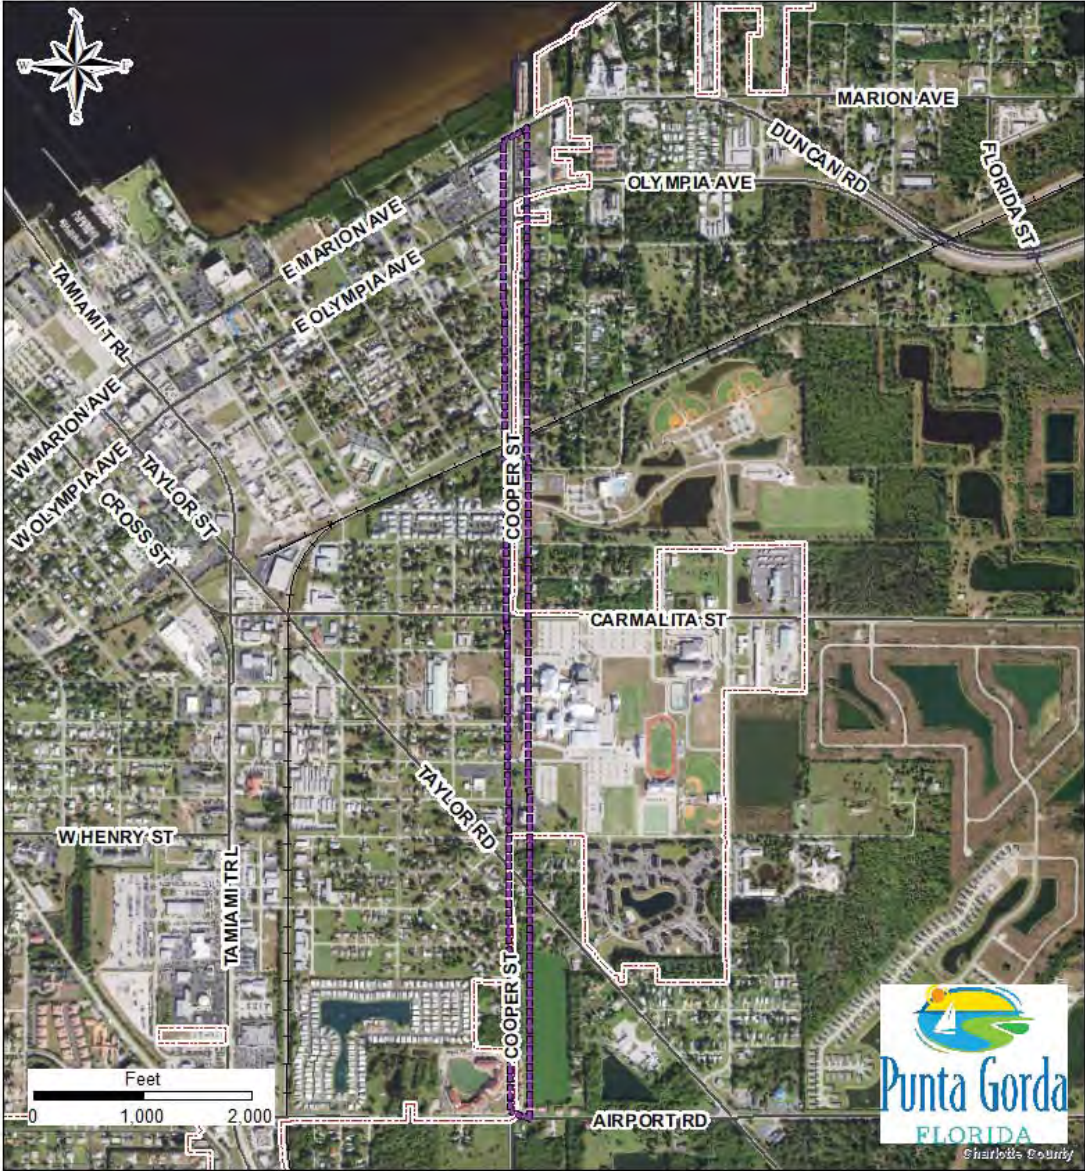 N
W E
S
MARION AVE
DUNCAN RD
FLORIDA ST
OLYMPIA AVE
E MARION AVE
E OLYMPIA AVE
TAMIAMI TRL
W MARION AVE
W OLYMPIA AVE
TAYLOR ST
CROSS ST
COOPER ST
CARMALITA ST
TAYLOR RD
W HENRY ST
TAMIAMI TRL
COOPER ST
AIRPORT RD
Feet
0 1,000 2,000
Punta Gorda
FLORIDA
Charlotte County